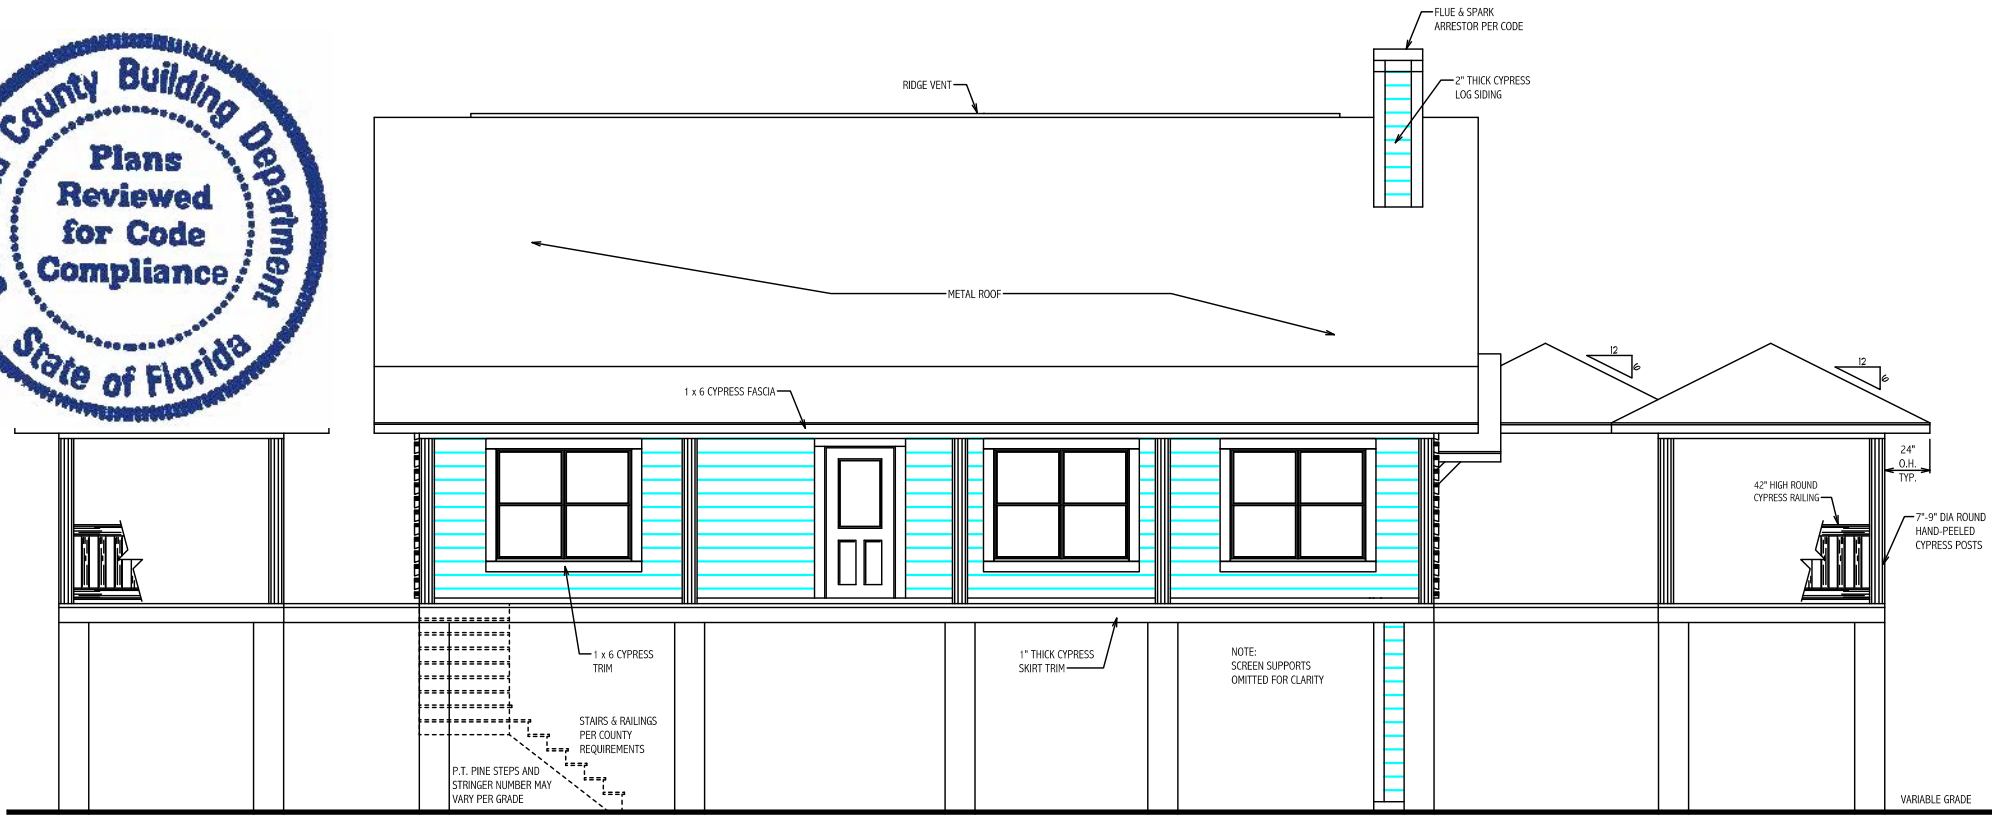 County Building Department
Plans
Reviewed
for Code
Compliance
State of Florida
FLUE & SPARK
ARRESTOR PER CODE
RIDGE VENT
2" THICK CYPRESS
LOG SIDING
METAL ROOF
12
6
12
6
1 x 6 CYPRESS FASCIA
24"
O.H.
TYP.
42" HIGH ROUND
CYPRESS RAILING
7"-9" DIA ROUND
HAND-PEELED
CYPRESS POSTS
1 x 6 CYPRESS
TRIM
1" THICK CYPRESS
SKIRT TRIM
NOTE:
SCREEN SUPPORTS
OMITTED FOR CLARITY
STAIRS & RAILINGS
PER COUNTY
REQUIREMENTS
P.T. PINE STEPS AND
STRINGER NUMBER MAY
VARY PER GRADE
VARIABLE GRADE